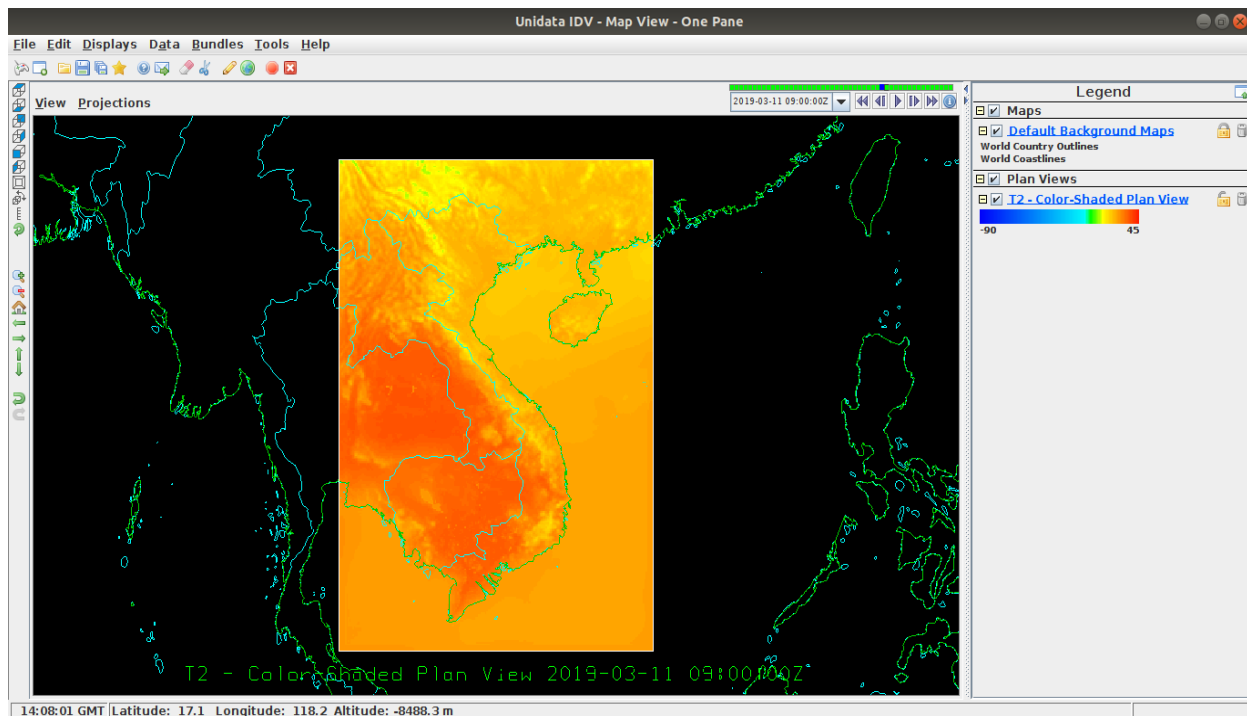 Unidata IDV - Map View - One Pane
File Edit Displays Data Bundles Tools Help
View Projections
2019-03-11 09:00:00Z
Legend
Maps
Default Background Maps
World Country Outlines
World Coastlines
Plan Views
T2 - Color-Shaded Plan View
-90 45
T2 - Color-Shaded Plan View 2019-03-11 09:00:00Z
14:08:01 GMT Latitude: 17.1 Longitude: 118.2 Altitude: -8488.3 m